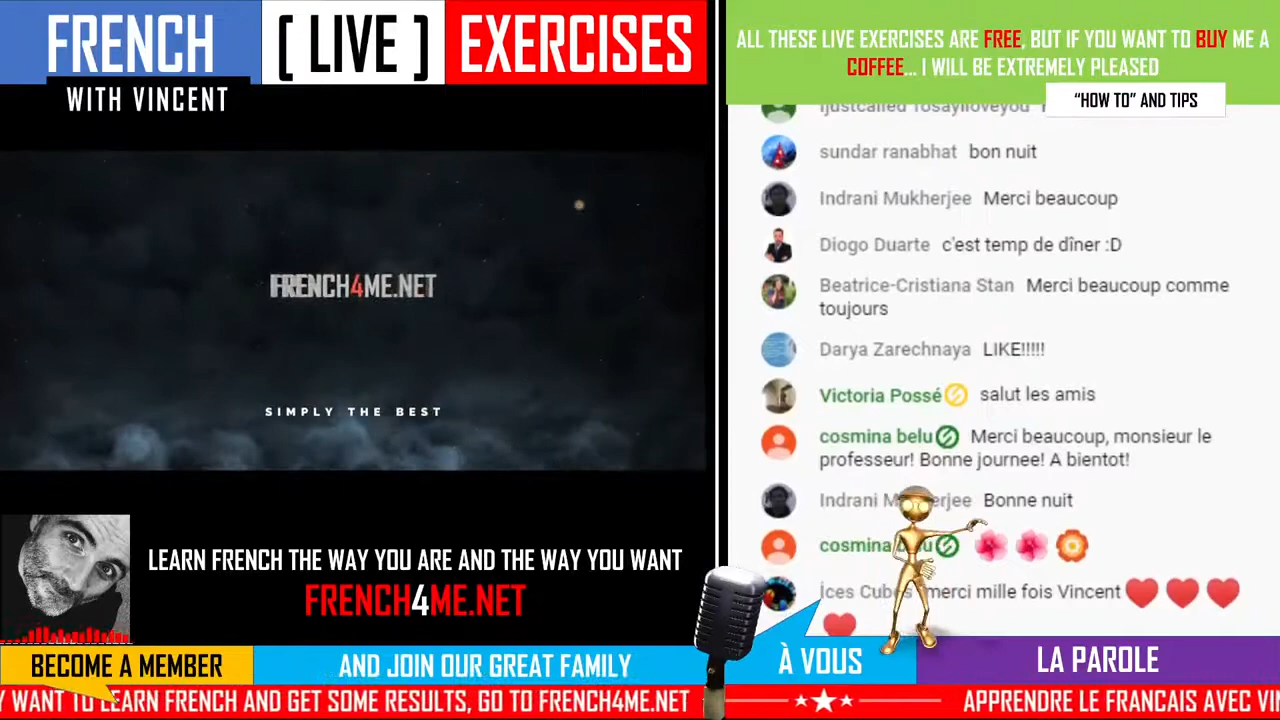 FRENCH [ LIVE ] EXERCISES
WITH VINCENT
ALL THESE LIVE EXERCISES ARE FREE, BUT IF YOU WANT TO BUY ME A
COFFEE... I WILL BE EXTREMELY PLEASED
"HOW TO" AND TIPS
sundar ranabhat bon nuit
Indrani Mukherjee Merci beaucoup
Diogo Duarte c'est temps de dîner :D
Beatrice-Cristiana Stan Merci beaucoup comme
toujours
Darya Zarechnaya LIKE!!!!!
Victoria Possé salut les amis
cosmina belu Merci beaucoup, monsieur le
professeur! Bonne journee! A bientot!
Indrani Bonne nuit
cosmina
merci mille fois Vincent
FRENCH4ME.NET
SIMPLY THE BEST
LEARN FRENCH THE WAY YOU ARE AND THE WAY YOU WANT
FRENCH4ME.NET
BECOME A MEMBER AND JOIN OUR GREAT FAMILY
À VOUS LA PAROLE
WANT TO LEARN FRENCH AND GET SOME RESULTS, GO TO FRENCH4ME.NET
APPRENDRE LE FRANCAIS AVEC